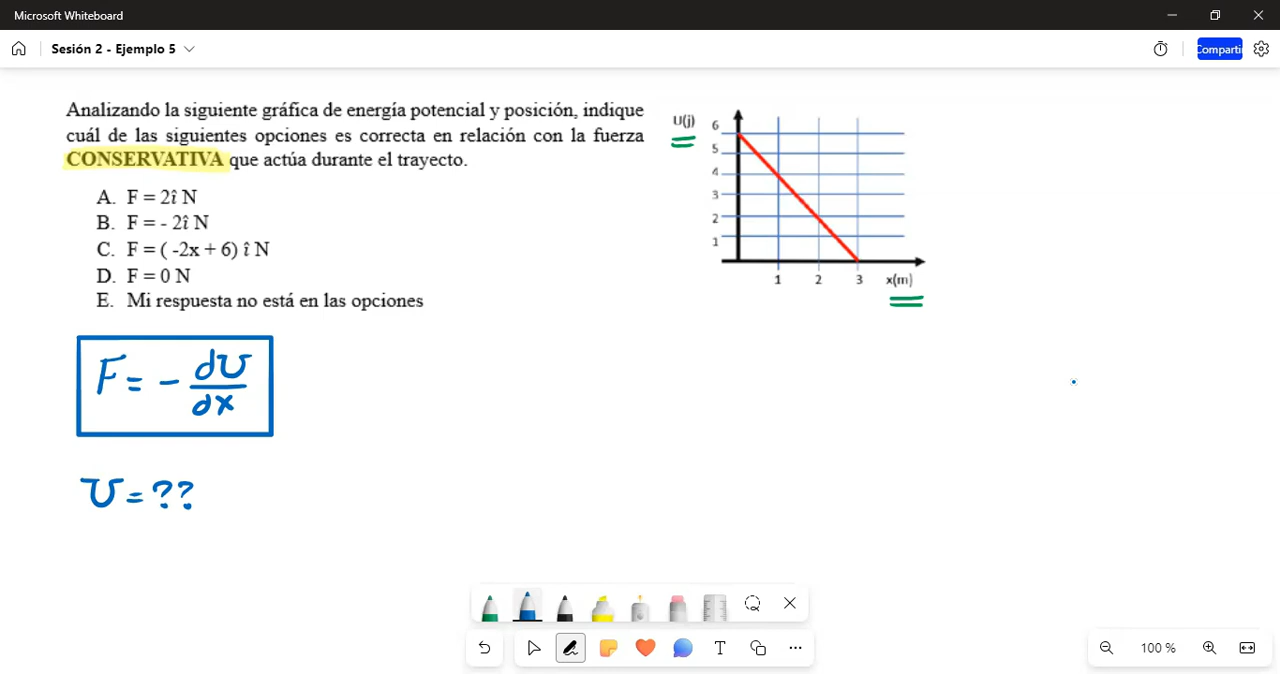 Microsoft Whiteboard
Sesión 2 - Ejemplo 5
Comparti
Analizando la siguiente gráfica de energía potencial y posición, indique
cuál de las siguientes opciones es correcta en relación con la fuerza
CONSERVATIVA que actúa durante el trayecto.
A. F = 2î N
B. F = - 2î N
C. F = ( -2x + 6) î N
D. F = 0 N
E. Mi respuesta no está en las opciones
U(j)
6
5
4
3
2
1
1 2 3 x(m)
F = - dU/dx
U = ??
T
100 %